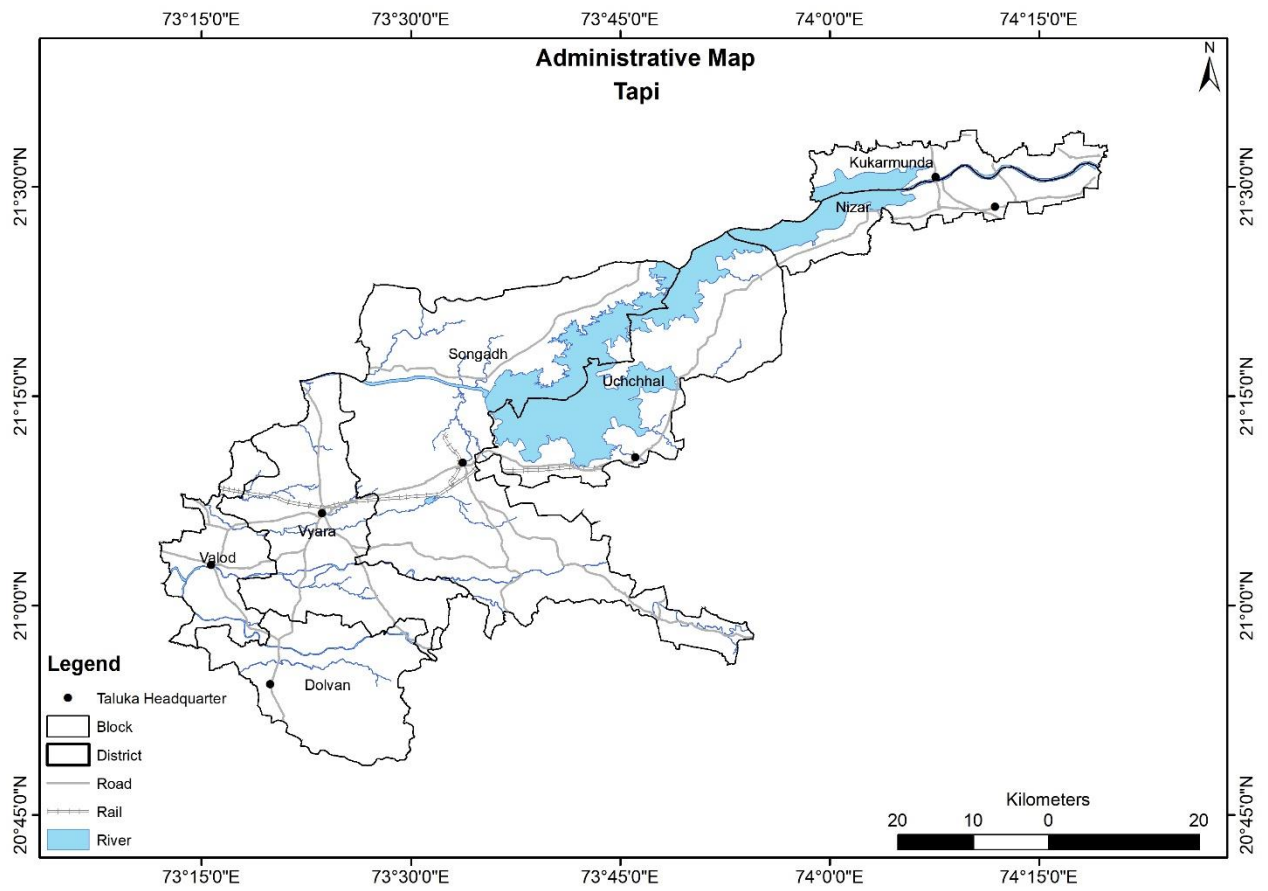 73°15'0"E 73°30'0"E 73°45'0"E 74°0'0"E 74°15'0"E
Administrative Map
Tapi
N
21°30'0"N
21°30'0"N
21°15'0"N
21°15'0"N
21°0'0"N
21°0'0"N
20°45'0"N
20°45'0"N
Kukarmunda
Nizar
Songadh
Uchchhal
Vyara
Valod
Dolvan
Legend
Taluka Headquarter
Block
District
Road
Rail
River
Kilometers
20 10 0 20
73°15'0"E 73°30'0"E 73°45'0"E 74°0'0"E 74°15'0"E